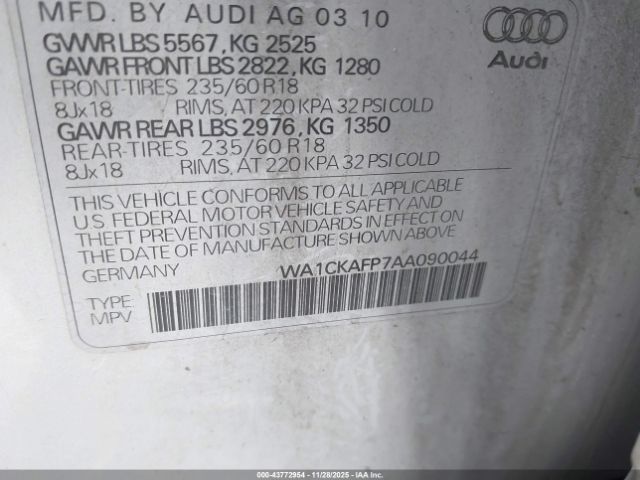 MFD. BY AUDI AG 03 10
GVWR LBS 5567, KG 2525
GAWR FRONT LBS 2822, KG 1280
FRONT-TIRES 235/60 R18
8Jx18 RIMS, AT 220 KPA 32 PSI COLD
GAWR REAR LBS 2976, KG 1350
REAR-TIRES 235/60 R18
8Jx18 RIMS, AT 220 KPA 32 PSI COLD
Audi
THIS VEHICLE CONFORMS TO ALL APPLICABLE
U.S. FEDERAL MOTOR VEHICLE SAFETY AND
THEFT PREVENTION STANDARDS IN EFFECT ON
THE DATE OF MANUFACTURE SHOWN ABOVE
GERMANY WA1CKAFP7AA090044
TYPE
MPV
000-43772954 - 11/28/2025 - IAAI.COM